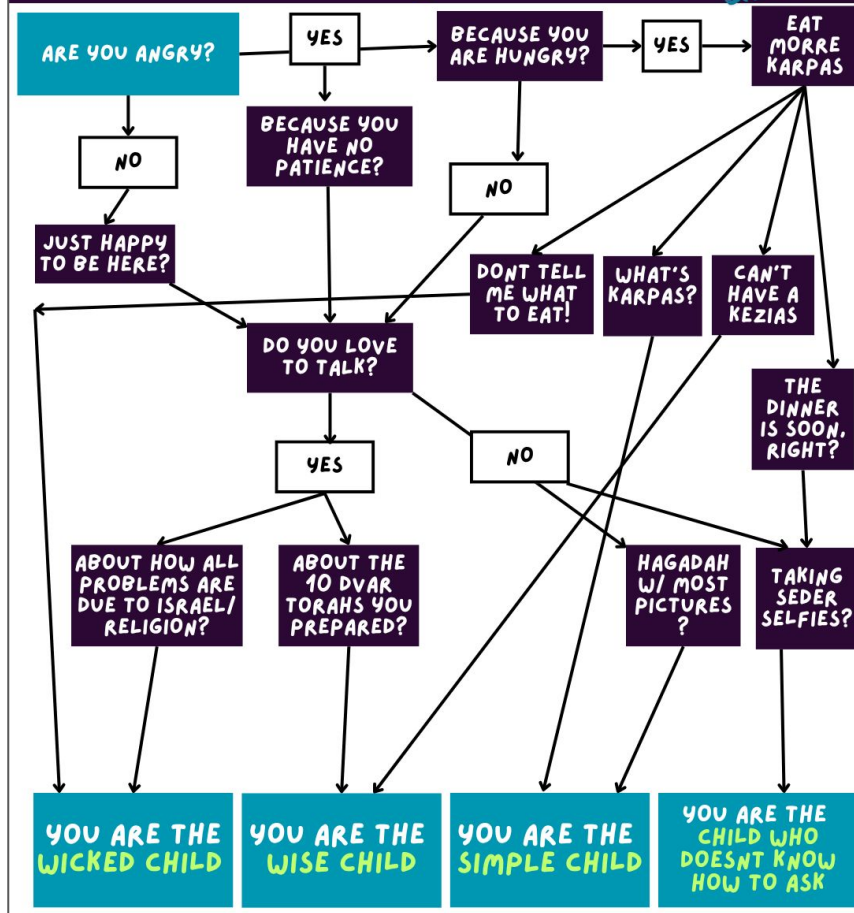 ARE YOU ANGRY?
YES
BECAUSE YOU
ARE HUNGRY?
YES
EAT
MORRE
KARPAS
BECAUSE YOU
HAVE NO
PATIENCE?
NO
NO
JUST HAPPY
TO BE HERE?
DONT TELL
ME WHAT
TO EAT!
WHAT'S
KARPAS?
CAN'T
HAVE A
KEZIAS
DO YOU LOVE
TO TALK?
THE
DINNER
IS SOON,
RIGHT?
YES
NO
ABOUT HOW ALL
PROBLEMS ARE
DUE TO ISRAEL/
RELIGION?
ABOUT THE
10 DVAR
TORAHS YOU
PREPARED?
HAGADAH
W/ MOST
PICTURES
?
TAKING
SEDER
SELFIES?
YOU ARE THE
WICKED CHILD
YOU ARE THE
WISE CHILD
YOU ARE THE
SIMPLE CHILD
YOU ARE THE
CHILD WHO
DOESNT KNOW
HOW TO ASK